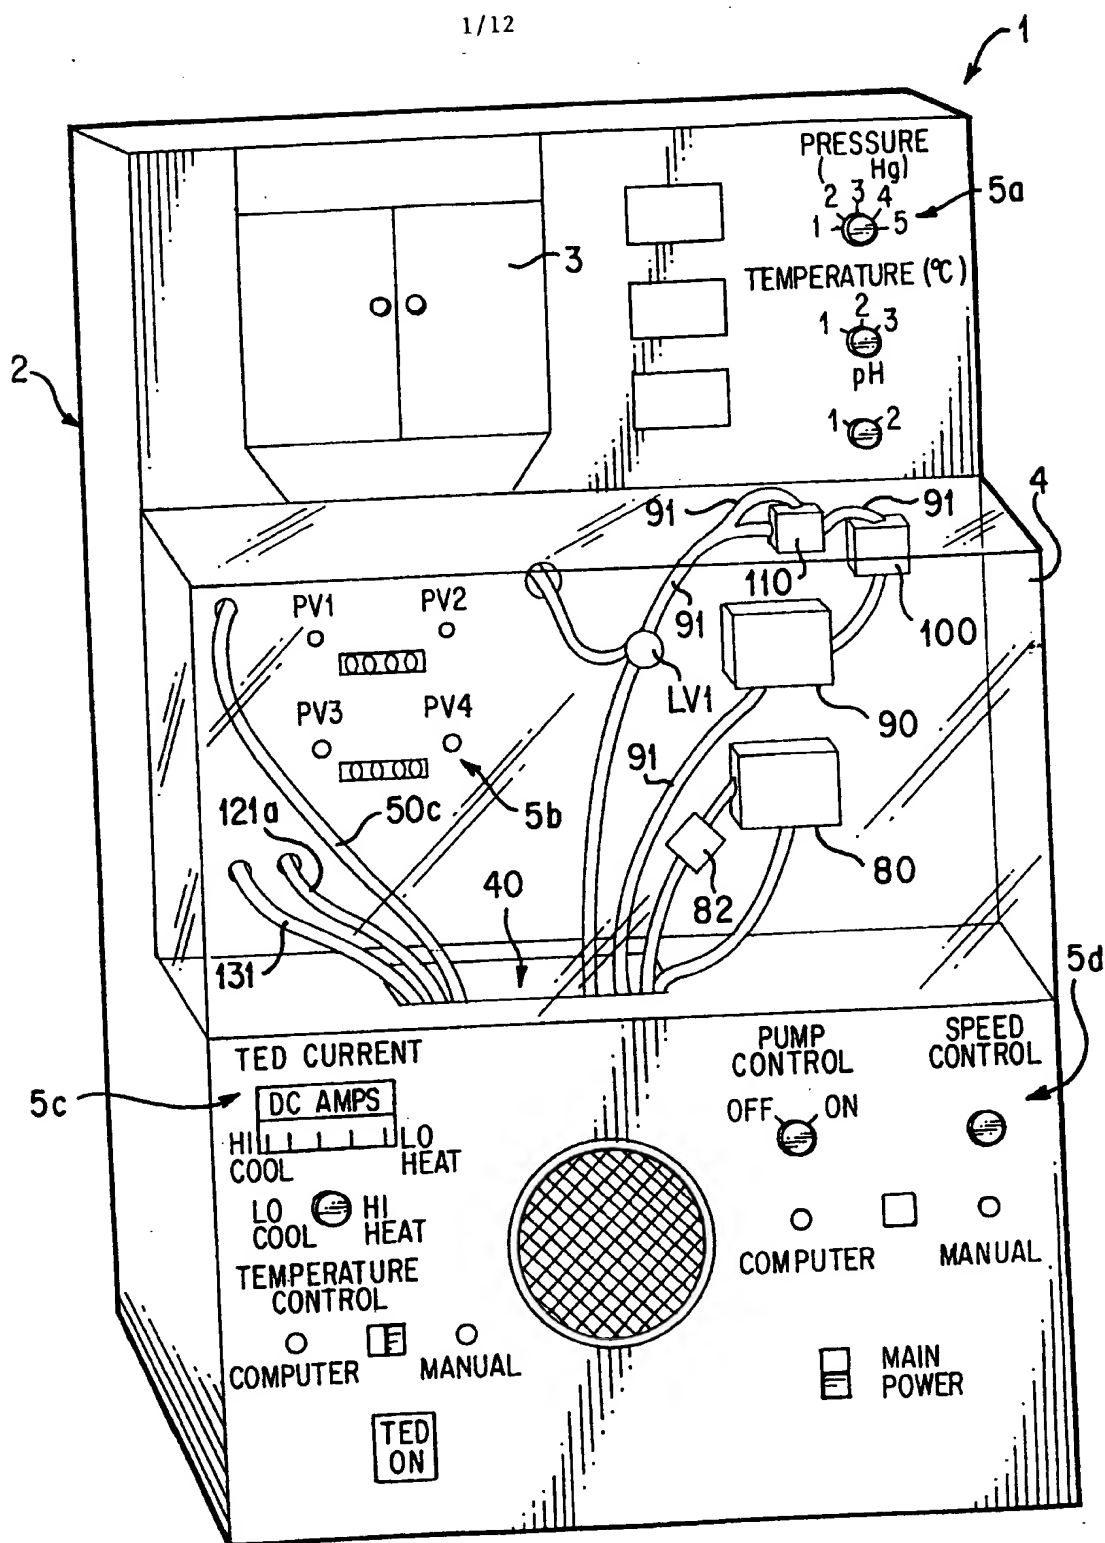 1/12
1
PRESSURE
( Hg)
1 2 3 4 5
5a
3
TEMPERATURE (°C)
1 2 3
2
pH
1 2
4
91
91
110
100
PV1
PV2
91
LV1
90
PV3
PV4
91
5b
121a
50c
80
82
40
131
5d
TED CURRENT
PUMP
CONTROL
SPEED
CONTROL
5c
DC AMPS
OFF
ON
HI
COOL
LO
HEAT
LO
COOL
HI
HEAT
TEMPERATURE
CONTROL
COMPUTER
MANUAL
COMPUTER
MANUAL
MAIN
POWER
TED
ON